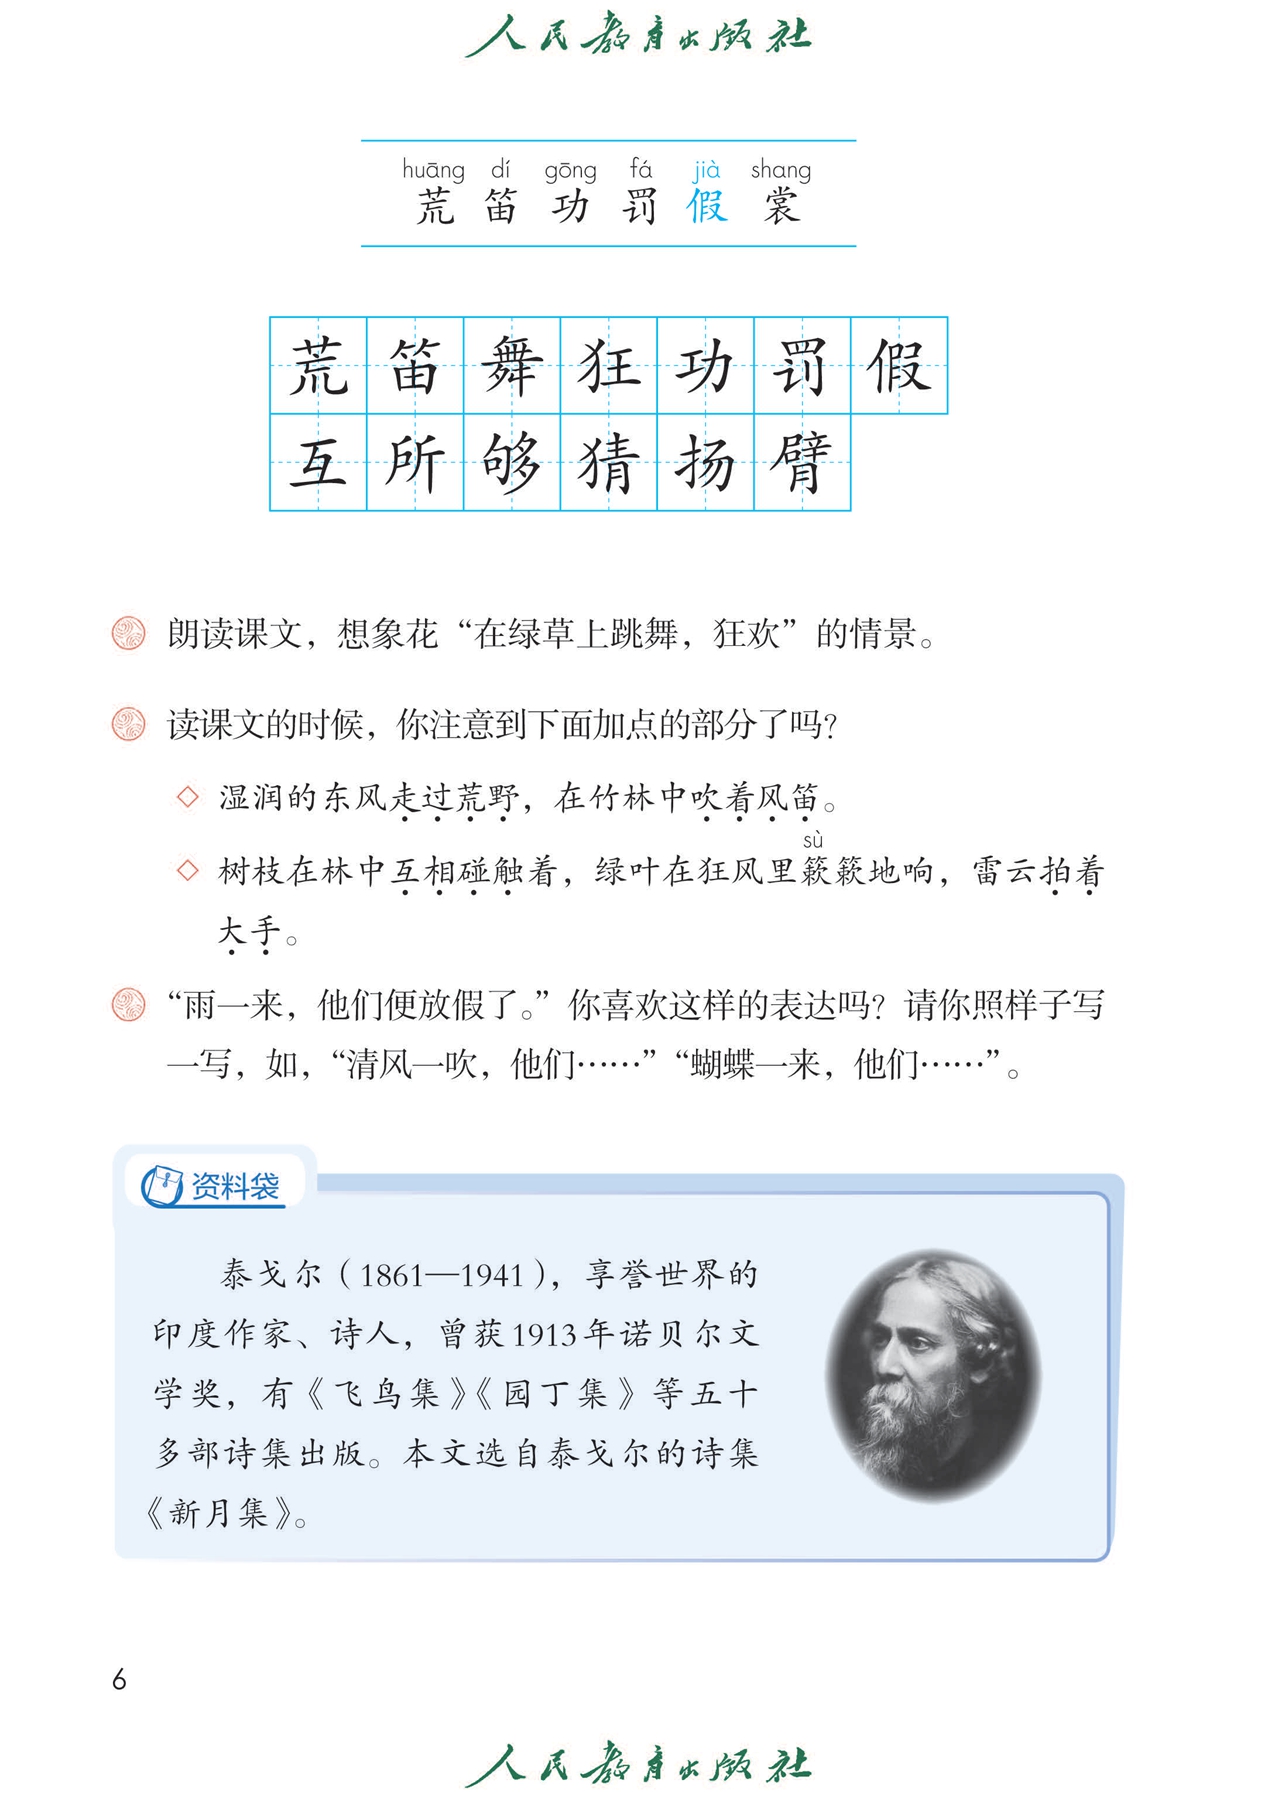 人民教育出版社
huāng dí gōng fá jià shang
荒 笛 功 罚 假 裳
荒 笛 舞 狂 功 罚 假
互 所 够 猜 扬 臂
朗读课文，想象花“在绿草上跳舞，狂欢”的情景。
读课文的时候，你注意到下面加点的部分了吗？
湿润的东风走过荒野，在竹林中吹着风笛。
sù
树枝在林中互相碰触着，绿叶在狂风里簌簌地响，雷云拍着
大手。
“雨一来，他们便放假了。”你喜欢这样的表达吗？请你照样子写
一写，如，“清风一吹，他们……”“蝴蝶一来，他们……”。
资料袋
泰戈尔（1861—1941），享誉世界的
印度作家、诗人，曾获1913年诺贝尔文
学奖，有《飞鸟集》《园丁集》等五十
多部诗集出版。本文选自泰戈尔的诗集
《新月集》。
6
人民教育出版社